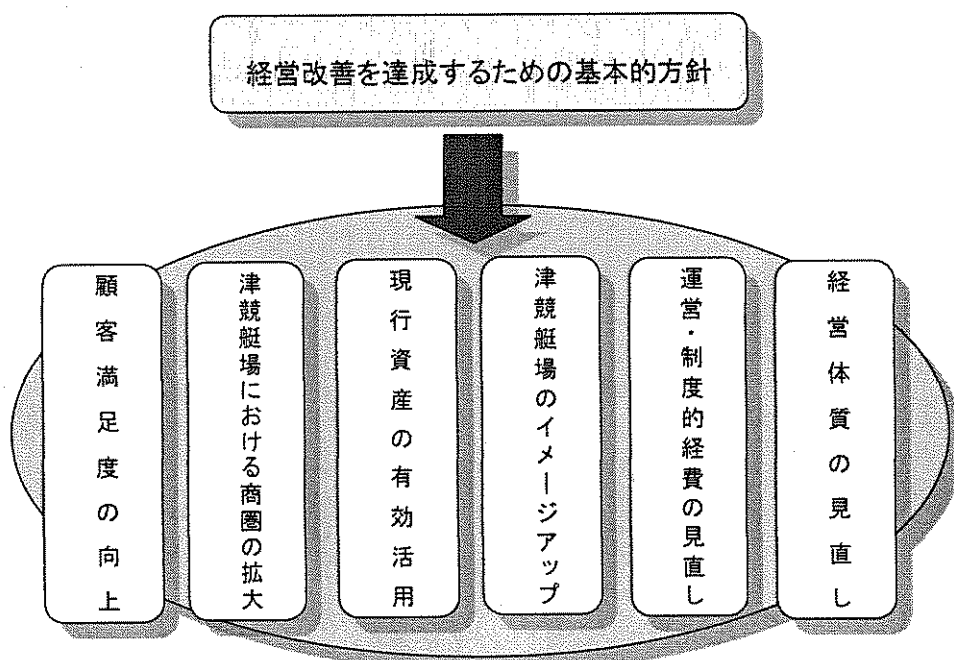 経営改善を達成するための基本的方針
顧客満足度の向上
津競艇場における商圏の拡大
現行資産の有効活用
津競艇場のイメージアップ
運営・制度的経費の見直し
経営体質の見直し